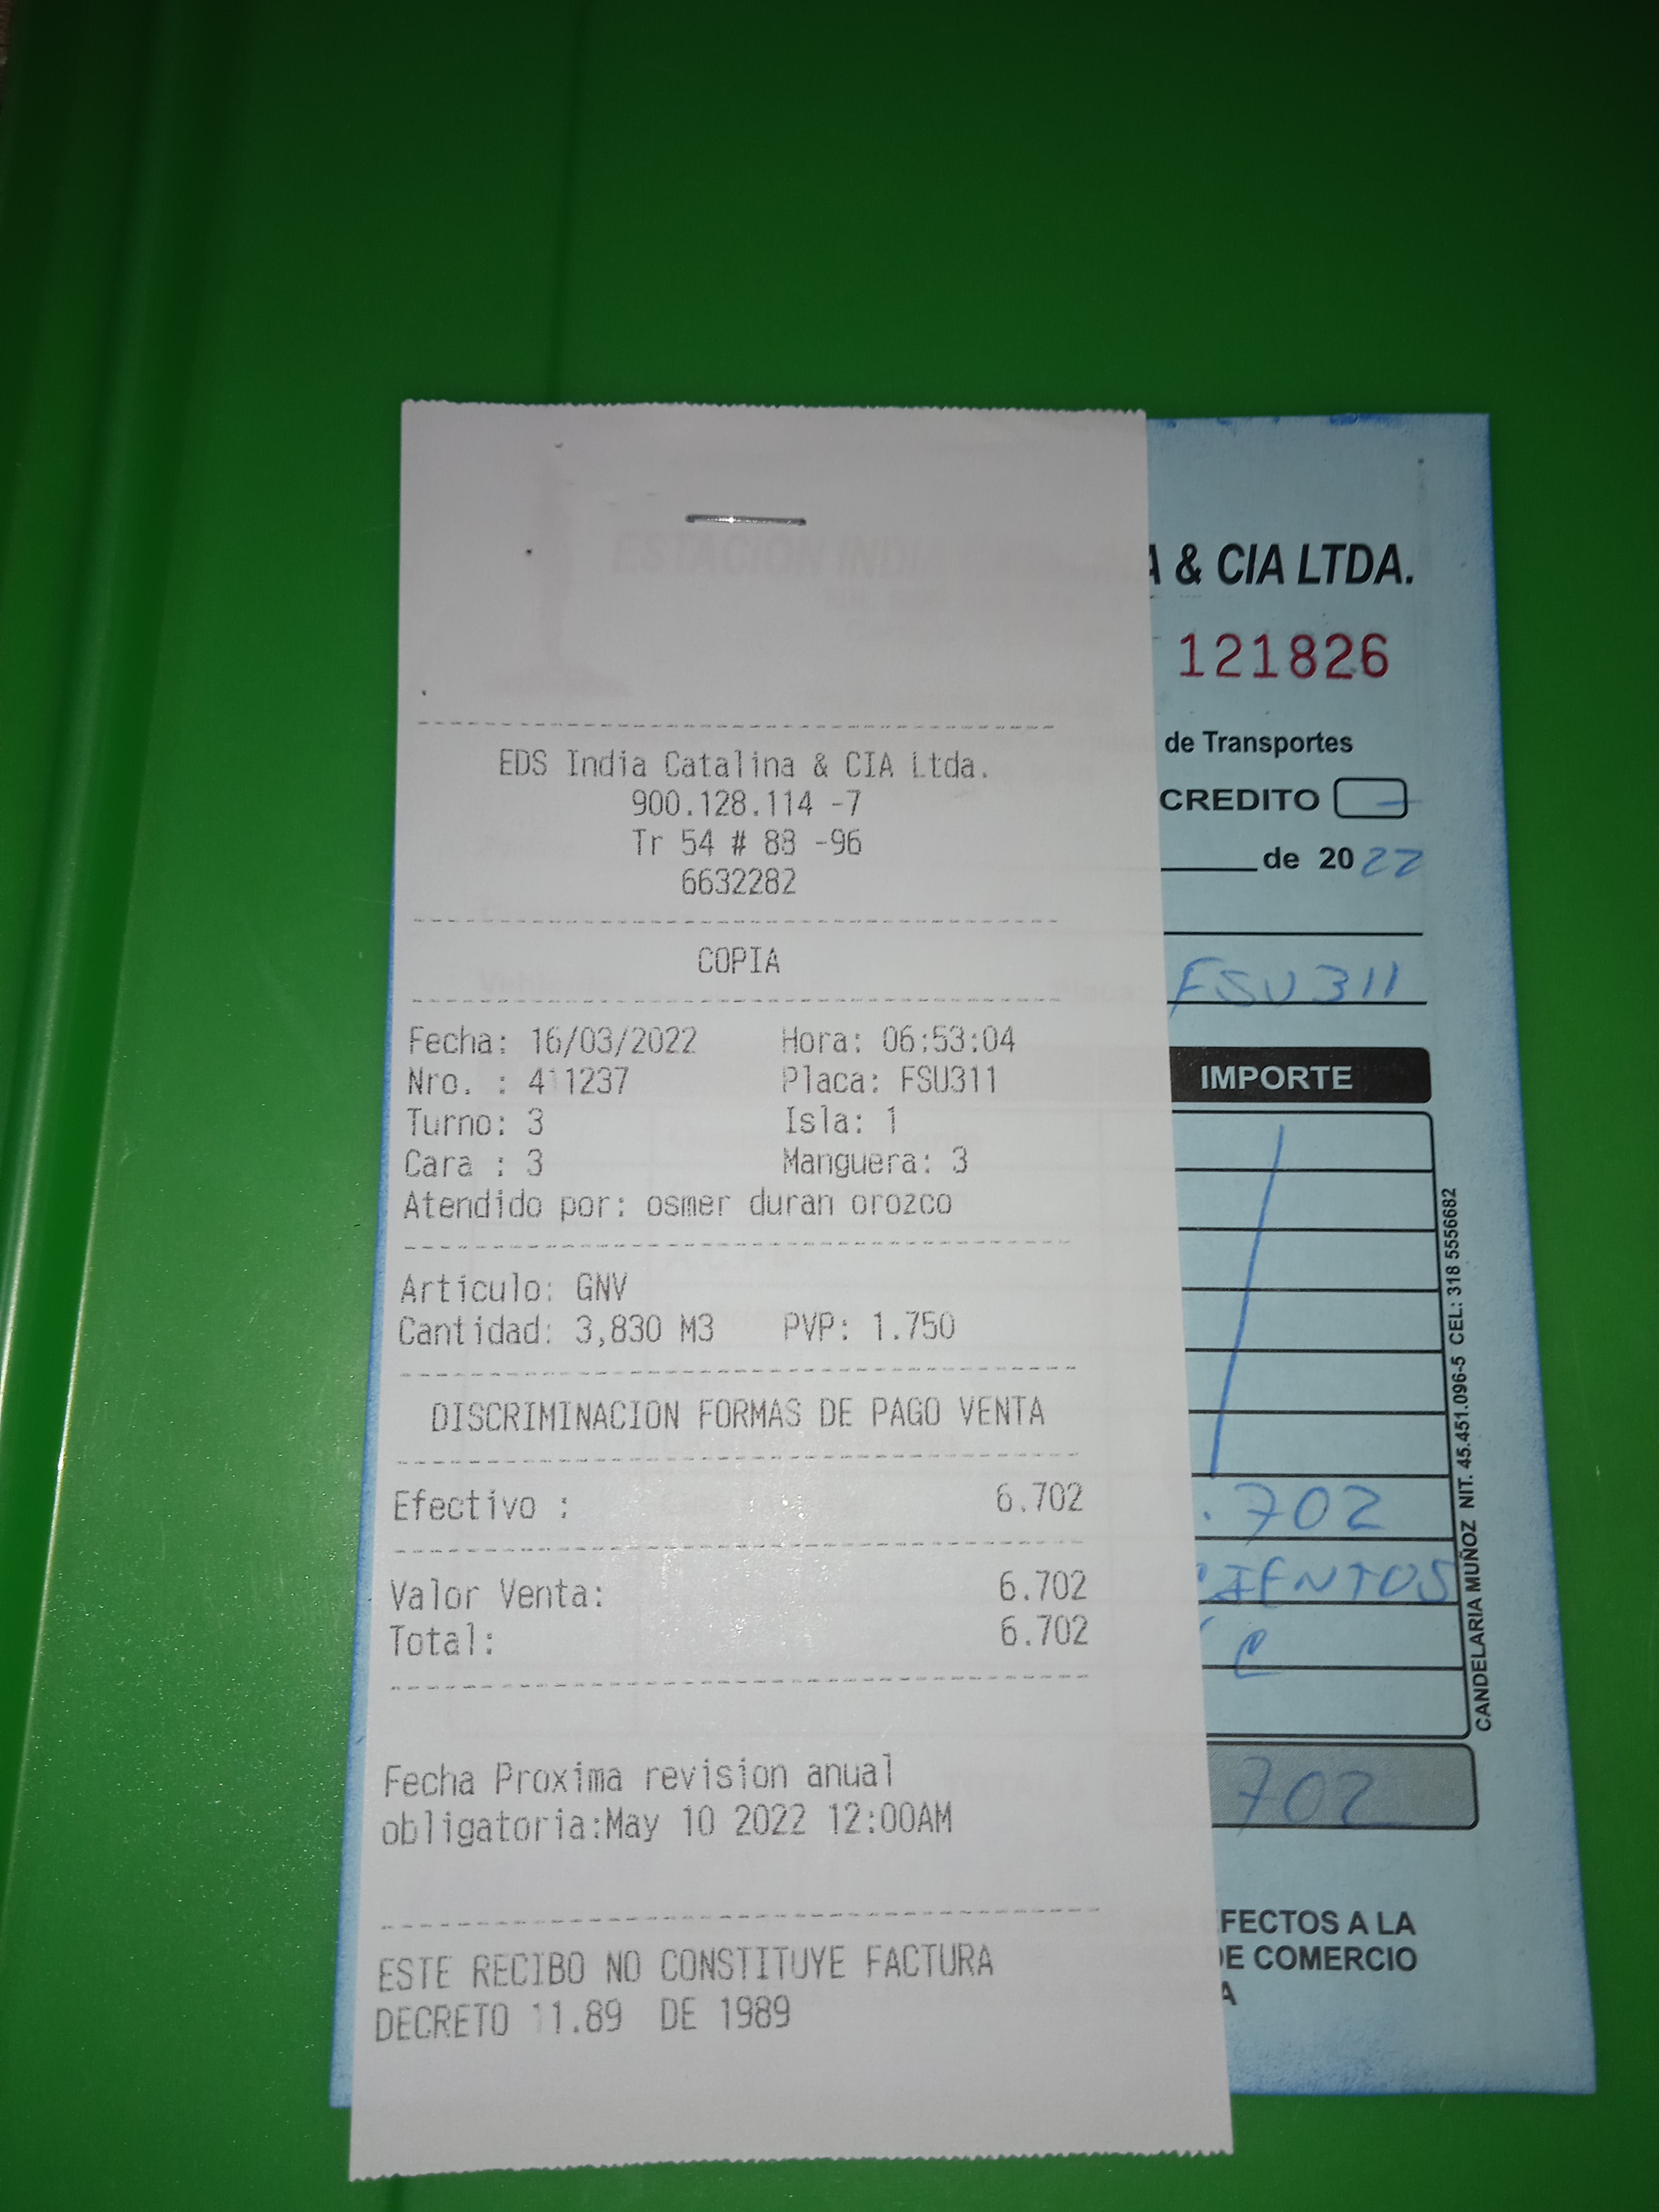 EDS India Catalina & CIA Ltda.
900.128.114 -7
Tr 54 # 88 -96
6632282
COPIA
Fecha: 16/03/2022 Hora: 06:53:04
Nro. : 411237 Placa: FSU311
Turno: 3 Isla: 1
Cara : 3 Manguera: 3
Atendido por: osmer duran orozco
Articulo: GNV
Cantidad: 3,830 M3 PVP: 1.750
DISCRIMINACION FORMAS DE PAGO VENTA
Efectivo : 6.702
Valor Venta: 6.702
Total: 6.702
Fecha Proxima revision anual
obligatoria:May 10 2022 12:00AM
ESTE RECIBO NO CONSTITUYE FACTURA
DECRETO 11.89 DE 1989
ESTACION INDI
A & CIA LTDA.
121826
de Transportes
CREDITO
de 2022
FSU311
IMPORTE
.702
IENTOS
C
702
FECTOS A LA
DE COMERCIO
A
CANDELARIA MUÑOZ NIT. 45.451.096-5 CEL: 318 5556682